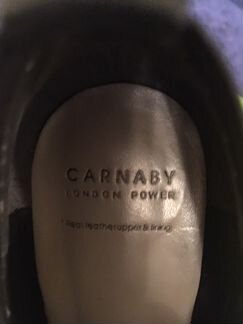 CARNABY
LONDON POWER
* Real leather upper & lining